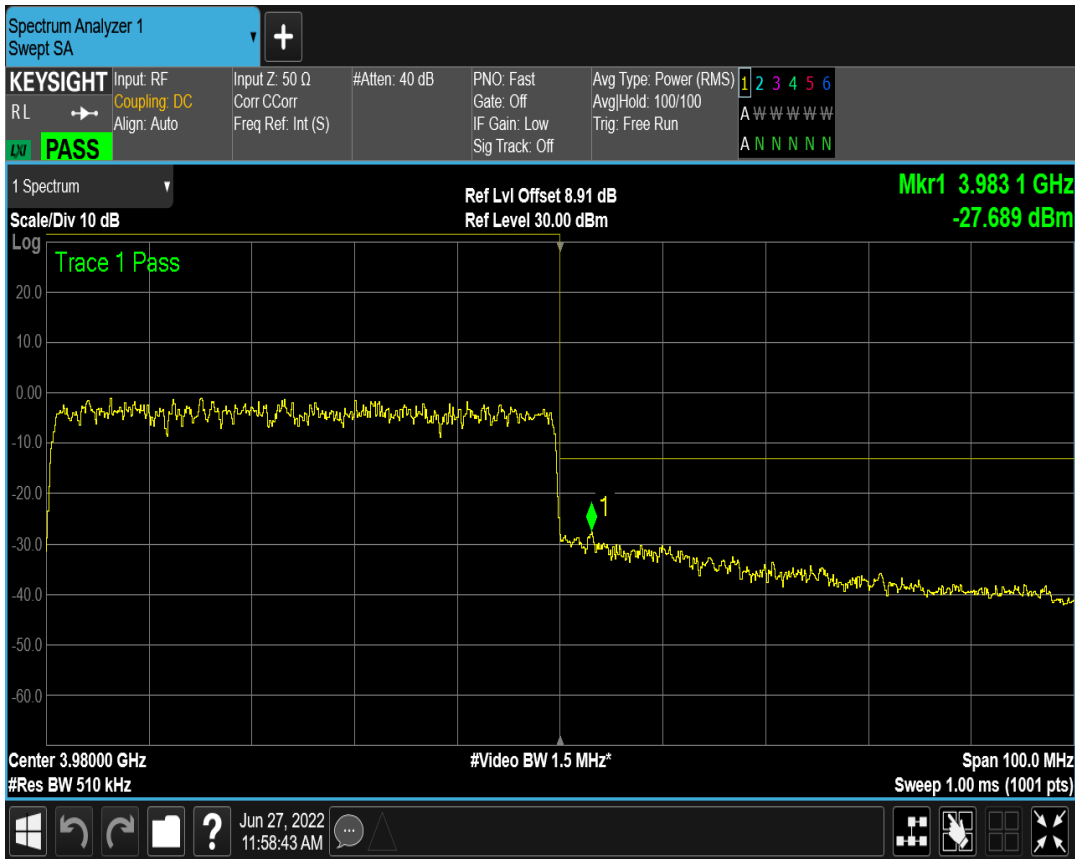 Spectrum Analyzer 1
Swept SA
KEYSIGHT
R L
LXI PASS
Input: RF
Coupling: DC
Align: Auto
Input Z: 50 Ω
Corr CCorr
Freq Ref: Int (S)
#Atten: 40 dB
PNO: Fast
Gate: Off
IF Gain: Low
Sig Track: Off
Avg Type: Power (RMS)
Avg|Hold: 100/100
Trig: Free Run
1 2 3 4 5 6
A W W W W W
A N N N N N
1 Spectrum
Scale/Div 10 dB
Ref Lvl Offset 8.91 dB
Ref Level 30.00 dBm
Mkr1 3.983 1 GHz
-27.689 dBm
Log
Trace 1 Pass
20.0
10.0
0.00
-10.0
-20.0
1
-30.0
-40.0
-50.0
-60.0
Center 3.98000 GHz
#Res BW 510 kHz
#Video BW 1.5 MHz*
Span 100.0 MHz
Sweep 1.00 ms (1001 pts)
?
Jun 27, 2022
11:58:43 AM